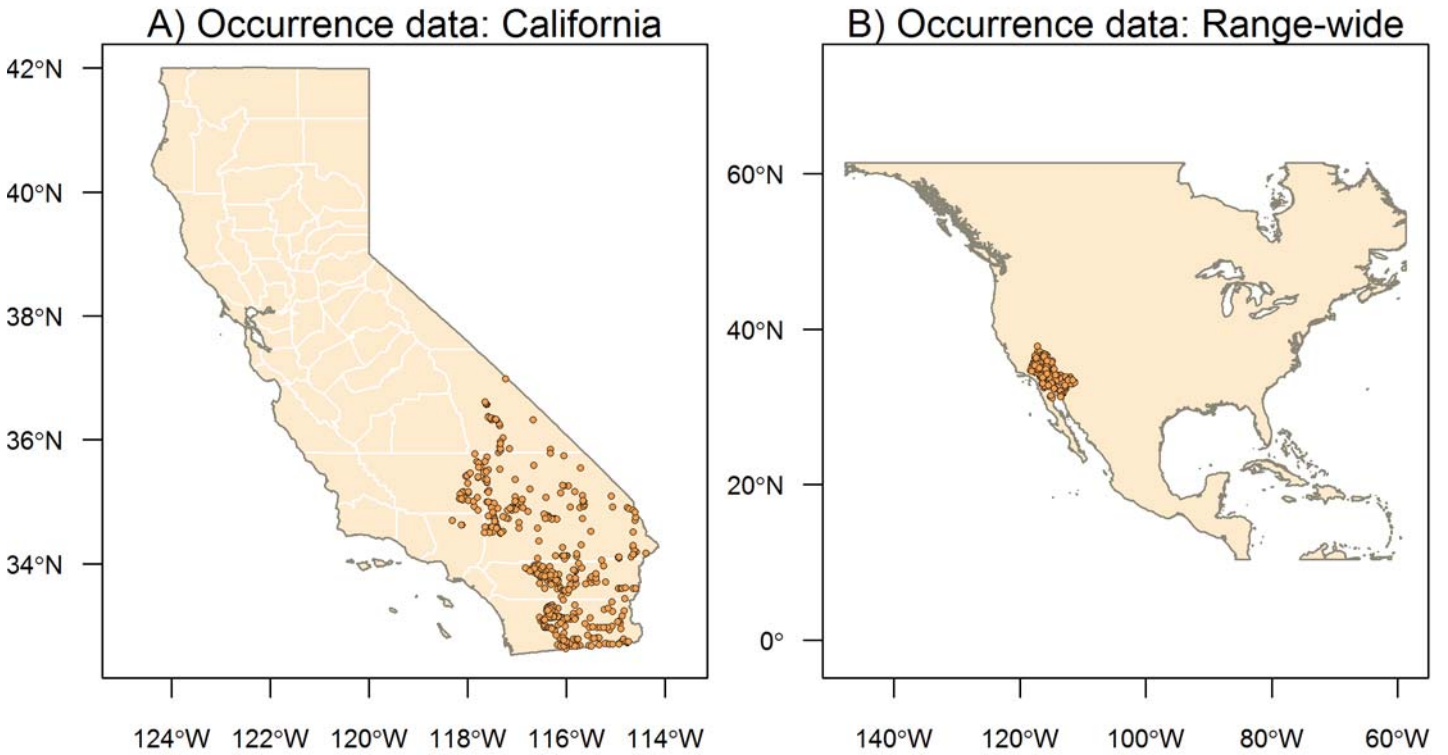 A) Occurrence data: California
42°N
40°N
38°N
36°N
34°N
124°W 122°W 120°W 118°W 116°W 114°W
B) Occurrence data: Range-wide
60°N
40°N
20°N
0°
140°W 120°W 100°W 80°W 60°W